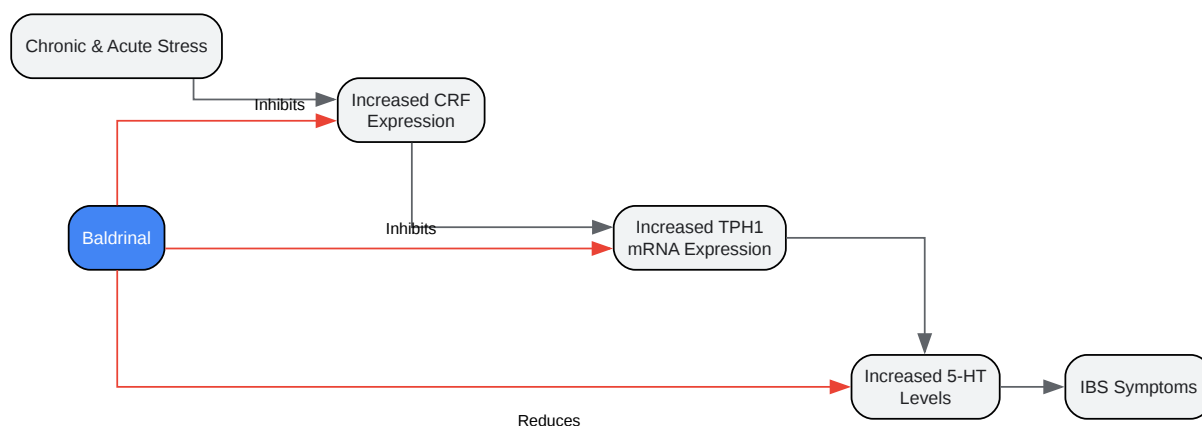 Chronic & Acute Stress
Inhibits
Increased CRF
Expression
Baldrinal
Inhibits
Increased TPH1
mRNA Expression
Increased 5-HT
Levels
IBS Symptoms
Reduces